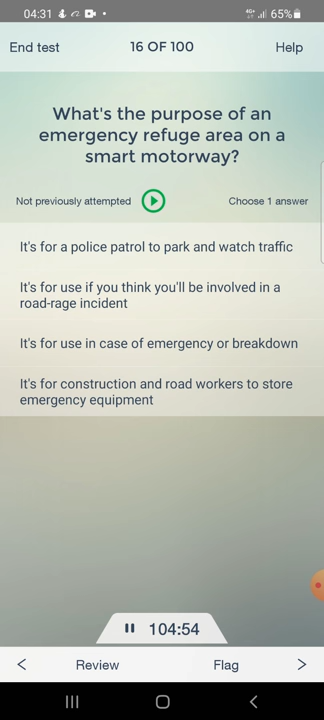 04:31 65%
End test 16 OF 100 Help
What's the purpose of an
emergency refuge area on a
smart motorway?
Not previously attempted Choose 1 answer
It's for a police patrol to park and watch traffic
It's for use if you think you'll be involved in a
road-rage incident
It's for use in case of emergency or breakdown
It's for construction and road workers to store
emergency equipment
104:54
Review Flag